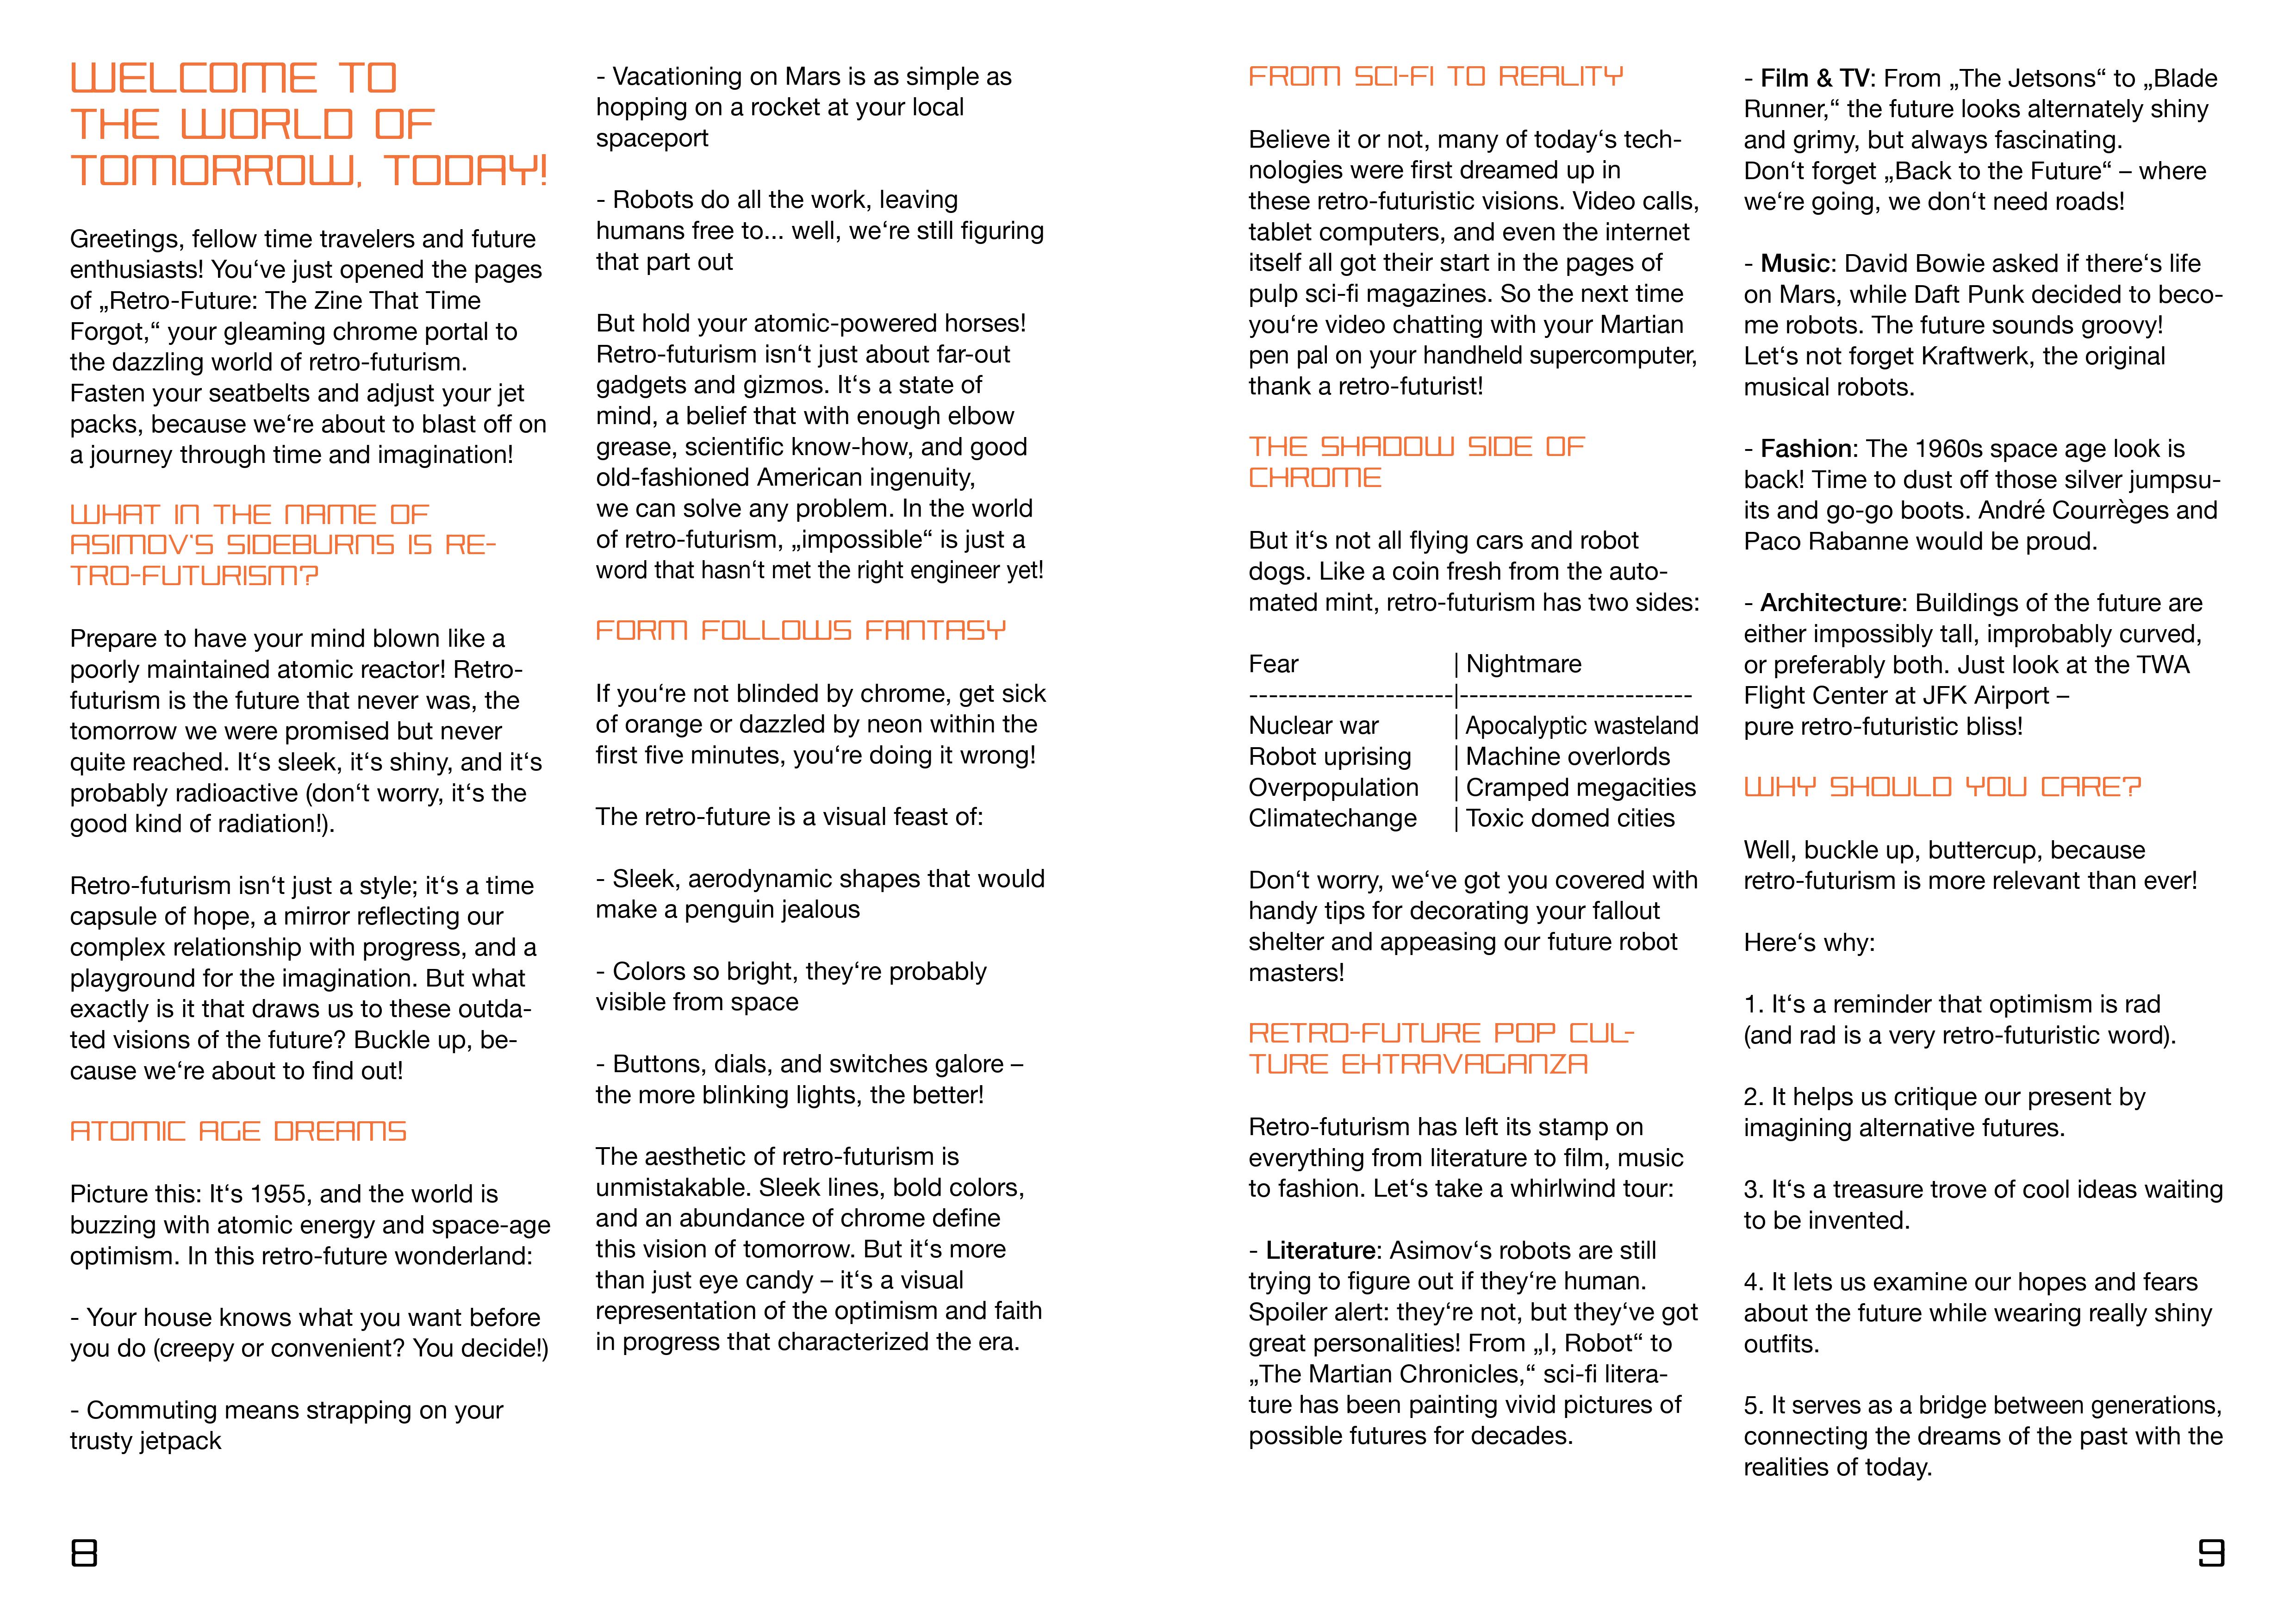 WELCOME TO
THE WORLD OF
TOMORROW, TODAY!
Greetings, fellow time travelers and future
enthusiasts! You‘ve just opened the pages
of „Retro-Future: The Zine That Time
Forgot,“ your gleaming chrome portal to
the dazzling world of retro-futurism.
Fasten your seatbelts and adjust your jet
packs, because we‘re about to blast off on
a journey through time and imagination!
WHAT IN THE NAME OF
ASIMOV'S SIDEBURNS IS RE-
TRO-FUTURISM?
Prepare to have your mind blown like a
poorly maintained atomic reactor! Retro-
futurism is the future that never was, the
tomorrow we were promised but never
quite reached. It‘s sleek, it‘s shiny, and it‘s
probably radioactive (don‘t worry, it‘s the
good kind of radiation!).
Retro-futurism isn‘t just a style; it‘s a time
capsule of hope, a mirror reflecting our
complex relationship with progress, and a
playground for the imagination. But what
exactly is it that draws us to these outda-
ted visions of the future? Buckle up, be-
cause we‘re about to find out!
ATOMIC AGE DREAMS
Picture this: It‘s 1955, and the world is
buzzing with atomic energy and space-age
optimism. In this retro-future wonderland:
- Your house knows what you want before
you do (creepy or convenient? You decide!)
- Commuting means strapping on your
trusty jetpack
- Vacationing on Mars is as simple as
hopping on a rocket at your local
spaceport
- Robots do all the work, leaving
humans free to... well, we‘re still figuring
that part out
But hold your atomic-powered horses!
Retro-futurism isn‘t just about far-out
gadgets and gizmos. It‘s a state of
mind, a belief that with enough elbow
grease, scientific know-how, and good
old-fashioned American ingenuity,
we can solve any problem. In the world
of retro-futurism, „impossible“ is just a
word that hasn‘t met the right engineer yet!
FORM FOLLOWS FANTASY
If you‘re not blinded by chrome, get sick
of orange or dazzled by neon within the
first five minutes, you‘re doing it wrong!
The retro-future is a visual feast of:
- Sleek, aerodynamic shapes that would
make a penguin jealous
- Colors so bright, they‘re probably
visible from space
- Buttons, dials, and switches galore –
the more blinking lights, the better!
The aesthetic of retro-futurism is
unmistakable. Sleek lines, bold colors,
and an abundance of chrome define
this vision of tomorrow. But it‘s more
than just eye candy – it‘s a visual
representation of the optimism and faith
in progress that characterized the era.
8
FROM SCI-FI TO REALITY
Believe it or not, many of today‘s tech-
nologies were first dreamed up in
these retro-futuristic visions. Video calls,
tablet computers, and even the internet
itself all got their start in the pages of
pulp sci-fi magazines. So the next time
you‘re video chatting with your Martian
pen pal on your handheld supercomputer,
thank a retro-futurist!
THE SHADOW SIDE OF
CHROME
But it‘s not all flying cars and robot
dogs. Like a coin fresh from the auto-
mated mint, retro-futurism has two sides:
Fear | Nightmare
---------------------|------------------------
Nuclear war | Apocalyptic wasteland
Robot uprising | Machine overlords
Overpopulation | Cramped megacities
Climatechange | Toxic domed cities
Don‘t worry, we‘ve got you covered with
handy tips for decorating your fallout
shelter and appeasing our future robot
masters!
RETRO-FUTURE POP CUL-
TURE EXTRAVAGANZA
Retro-futurism has left its stamp on
everything from literature to film, music
to fashion. Let‘s take a whirlwind tour:
- Literature: Asimov‘s robots are still
trying to figure out if they‘re human.
Spoiler alert: they‘re not, but they‘ve got
great personalities! From „I, Robot“ to
„The Martian Chronicles,“ sci-fi litera-
ture has been painting vivid pictures of
possible futures for decades.
- Film & TV: From „The Jetsons“ to „Blade
Runner,“ the future looks alternately shiny
and grimy, but always fascinating.
Don‘t forget „Back to the Future“ – where
we‘re going, we don‘t need roads!
- Music: David Bowie asked if there‘s life
on Mars, while Daft Punk decided to beco-
me robots. The future sounds groovy!
Let‘s not forget Kraftwerk, the original
musical robots.
- Fashion: The 1960s space age look is
back! Time to dust off those silver jumpsu-
its and go-go boots. André Courrèges and
Paco Rabanne would be proud.
- Architecture: Buildings of the future are
either impossibly tall, improbably curved,
or preferably both. Just look at the TWA
Flight Center at JFK Airport –
pure retro-futuristic bliss!
WHY SHOULD YOU CARE?
Well, buckle up, buttercup, because
retro-futurism is more relevant than ever!
Here‘s why:
1. It‘s a reminder that optimism is rad
(and rad is a very retro-futuristic word).
2. It helps us critique our present by
imagining alternative futures.
3. It‘s a treasure trove of cool ideas waiting
to be invented.
4. It lets us examine our hopes and fears
about the future while wearing really shiny
outfits.
5. It serves as a bridge between generations,
connecting the dreams of the past with the
realities of today.
9